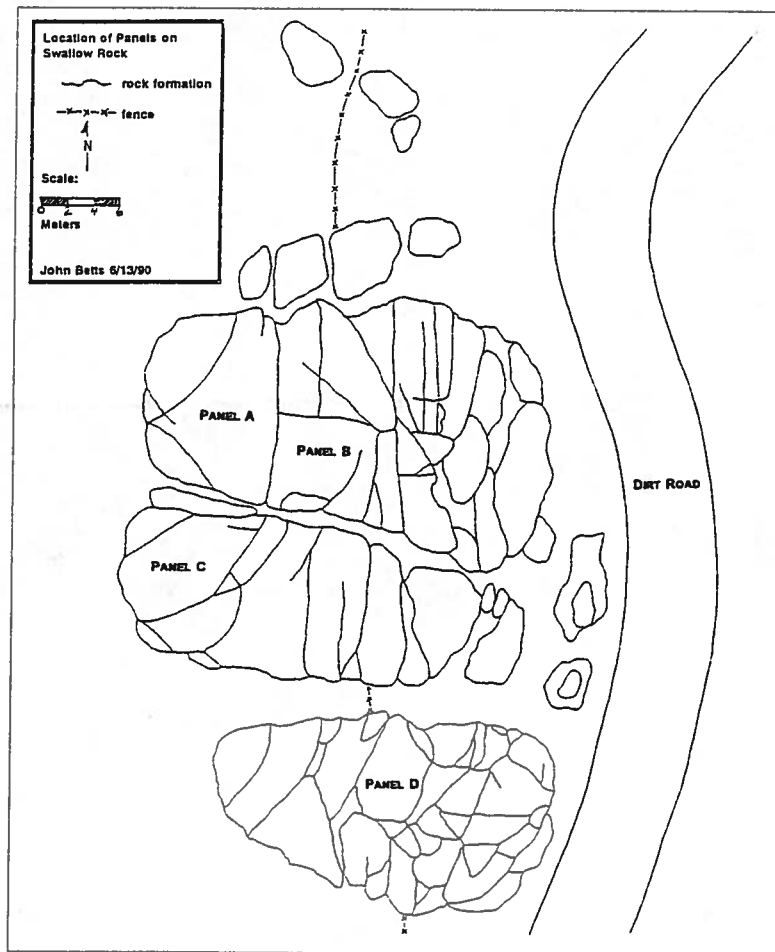 Location of Panels on
Swallow Rock
rock formation
fence
N
Scale:
0 2 4 6
Meters
John Betts 6/13/90
PANEL A
PANEL B
DIRT ROAD
PANEL C
PANEL D